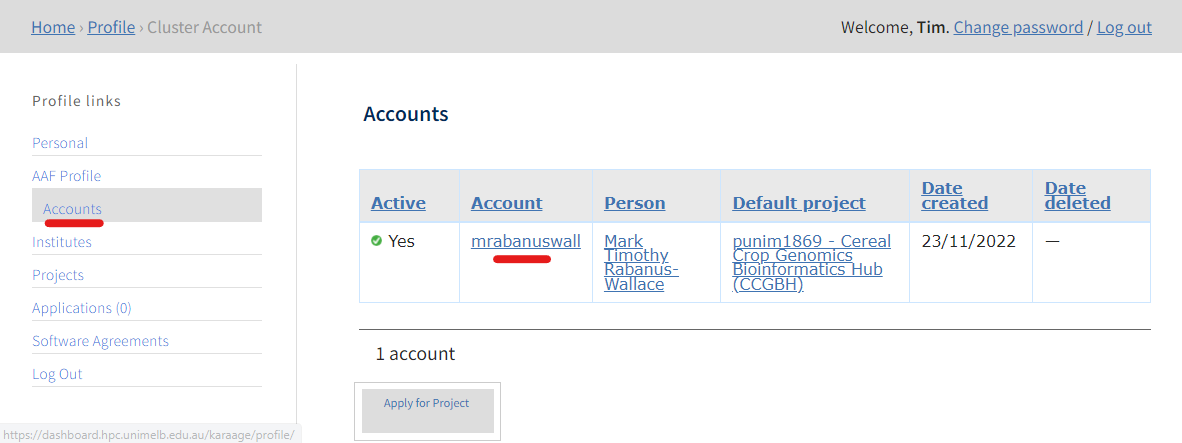 Home › Profile › Cluster Account
Welcome, Tim. Change password / Log out
Profile links
Personal
AAF Profile
Accounts
Institutes
Projects
Applications (0)
Software Agreements
Log Out
Accounts
Active
Account
Person
Default project
Date
created
Date
deleted
Yes
mrabanuswall
Mark
Timothy
Rabanus-
Wallace
punim1869 - Cereal
Crop Genomics
Bioinformatics Hub
(CCGBH)
23/11/2022
—
1 account
Apply for Project
https://dashboard.hpc.unimelb.edu.au/karaage/profile/